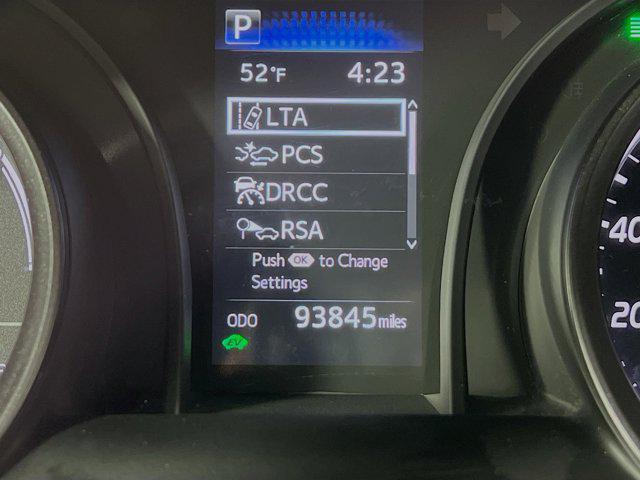 P
52°F 4:23
LTA
PCS
DRCC
RSA
Push OK to Change
Settings
ODO 93845 miles
EV
40
20